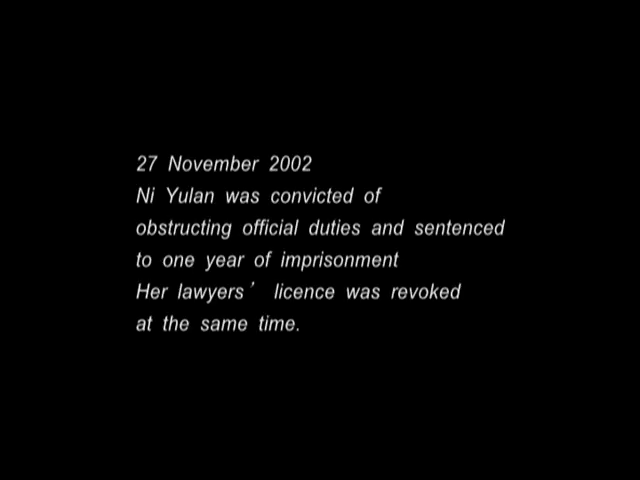 27 November 2002
Ni Yulan was convicted of
obstructing official duties and sentenced
to one year of imprisonment
Her lawyers’ licence was revoked
at the same time.